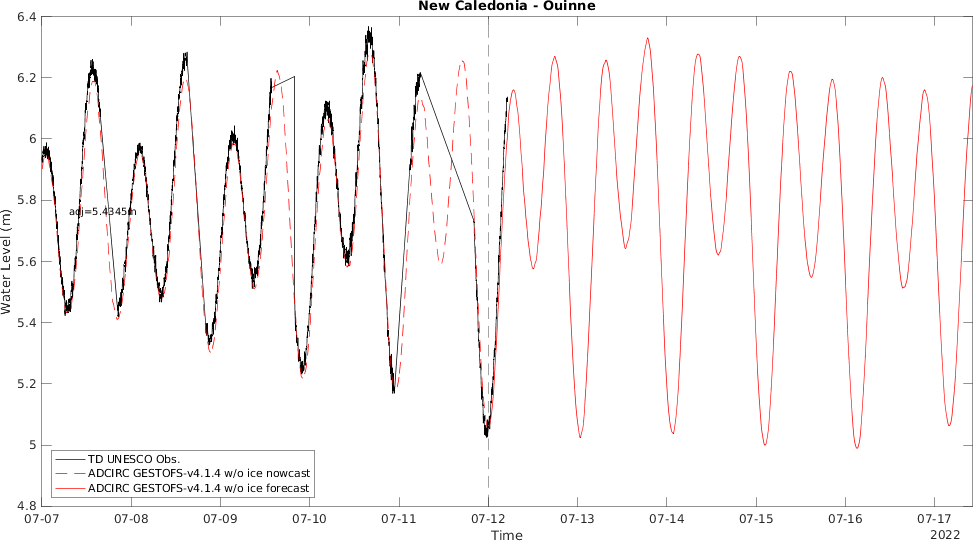 New Caledonia - Ouinne
6.4
6.2
6
5.8
5.6
5.4
5.2
5
4.8
Water Level (m)
adj=5.4345m
TD UNESCO Obs.
ADCIRC GESTOFS-v4.1.4 w/o ice nowcast
ADCIRC GESTOFS-v4.1.4 w/o ice forecast
07-07 07-08 07-09 07-10 07-11 07-12 07-13 07-14 07-15 07-16 07-17
Time
2022